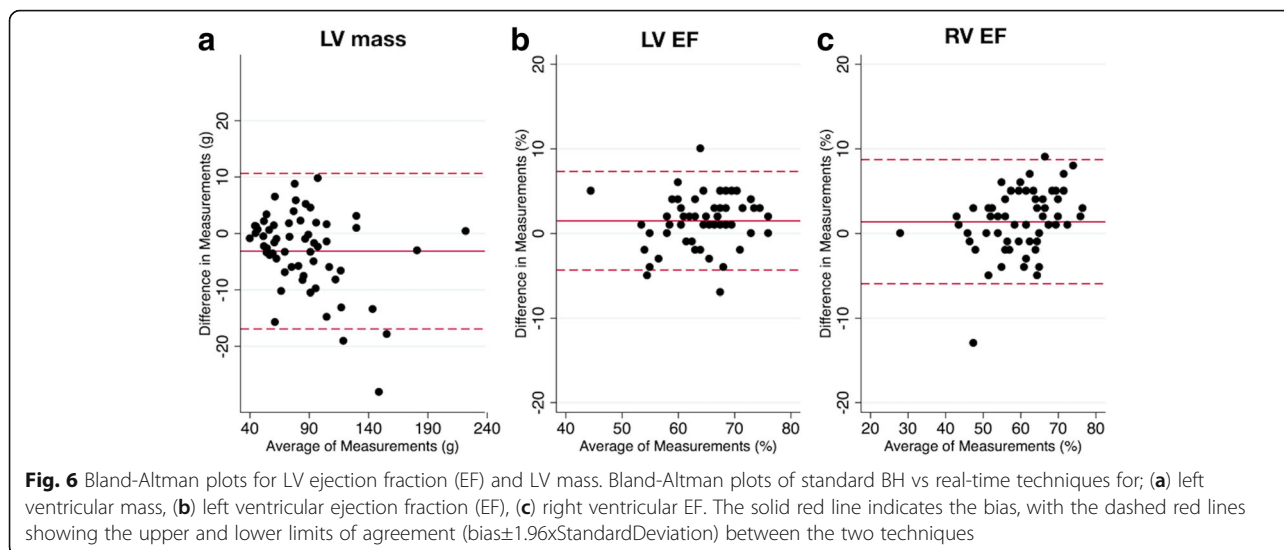 a LV mass
b LV EF
c RV EF
Difference in Measurements (g)
20
10
0
-10
-20
40 90 140 190 240
Average of Measurements (g)
Difference in Measurements (%)
20
10
0
-10
-20
40 50 60 70 80
Average of Measurements (%)
Difference in Measurements (%)
20
10
0
-10
-20
20 30 40 50 60 70 80
Average of Measurements (%)
Fig. 6 Bland-Altman plots for LV ejection fraction (EF) and LV mass. Bland-Altman plots of standard BH vs real-time techniques for; (a) left
ventricular mass, (b) left ventricular ejection fraction (EF), (c) right ventricular EF. The solid red line indicates the bias, with the dashed red lines
showing the upper and lower limits of agreement (bias±1.96xStandardDeviation) between the two techniques